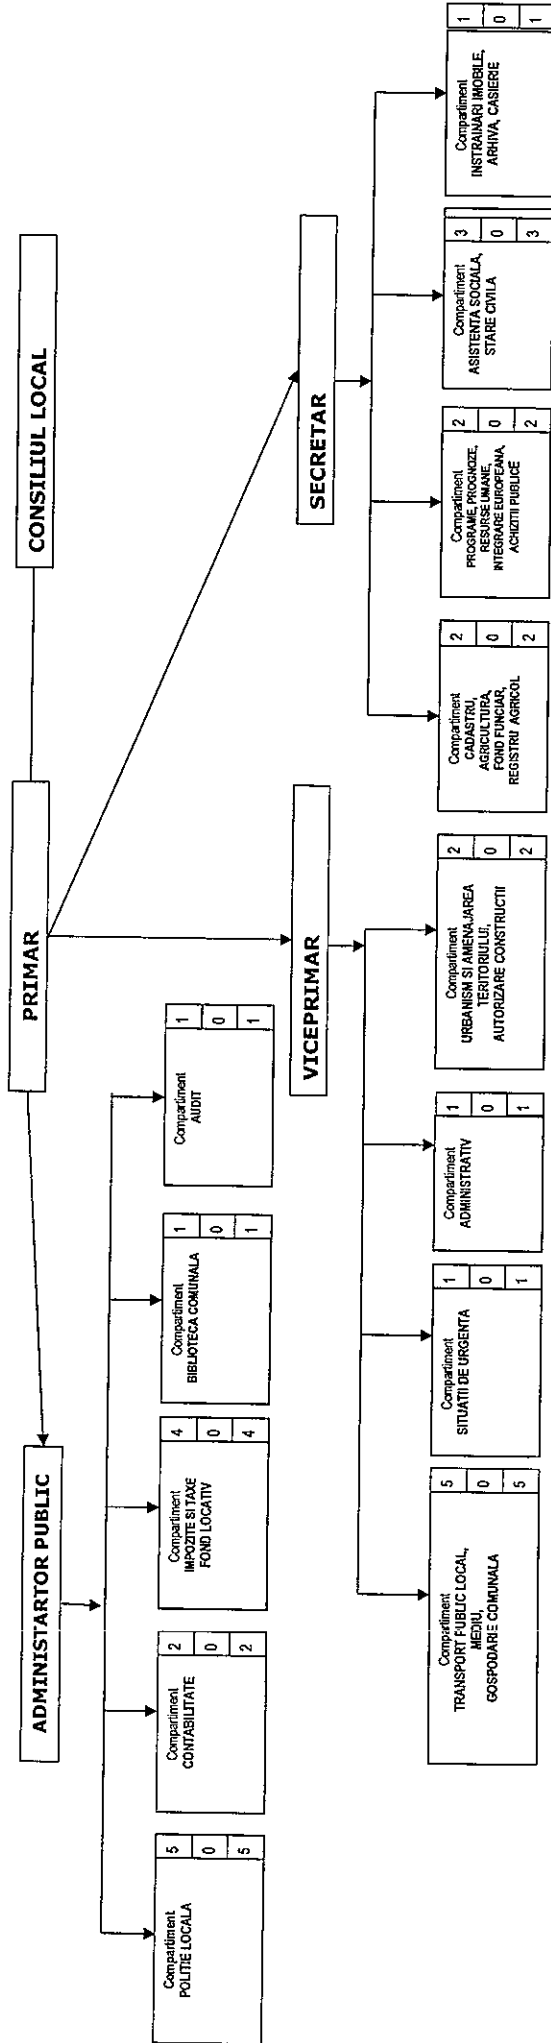 CONSILIUL LOCAL
PRIMAR
ADMINISTARTOR PUBLIC
Compartiment
POLITIE LOCALA
5
0
5
Compartiment
CONTABILITATE
2
0
2
Compartiment
IMPOZITE SI TAXE
FOND LOCATIV
4
0
4
Compartiment
BIBLIOTECA COMUNALA
1
0
1
Compartiment
AUDIT
1
0
1
VICEPRIMAR
Compartiment
TRANSPORT PUBLIC LOCAL,
MEDIU,
GOSPODARIE COMUNALA
5
0
5
Compartiment
SITUATII DE URGENTA
1
0
1
Compartiment
ADMINISTRATIV
1
0
1
Compartiment
URBANISM SI AMENAJAREA
TERITORIULUI,
AUTORIZARE CONSTRUCTII
2
0
2
SECRETAR
Compartiment
CADASTRU,
AGRICULTURA,
FOND FUNCIAR,
REGISTRU AGRICOL
2
0
2
Compartiment
PROGRAME, PROGNOZE,
RESURSE UMANE,
INTEGRARE EUROPEANA,
ACHIZITII PUBLICE
2
0
2
Compartiment
ASISTENTA SOCIALA,
STARE CIVILA
3
0
3
Compartiment
INSTRAINARI IMOBILE,
ARHIVA, CASIERIE
1
0
1